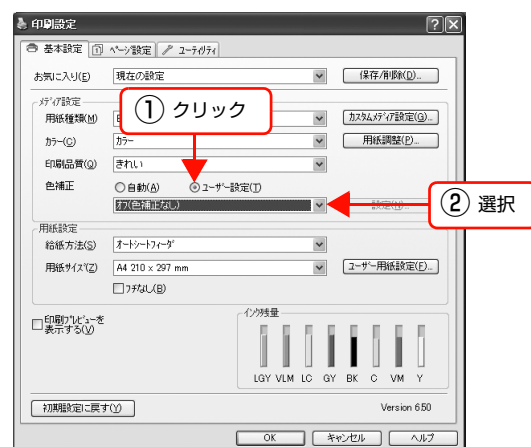 印刷設定
基本設定 ページ設定 ユーティリティ
お気に入り(E) 現在の設定 保存/削除(D)...
メディア設定
用紙種類(M) カスタムメディア設定(G)...
① クリック
カラー(C) カラー 用紙調整(P)...
印刷品質(Q) きれい
色補正 自動(A) ユーザー設定(T)
オフ(色補正なし) 設定(N)...
② 選択
用紙設定
給紙方法(S) オートシートフィーダ
用紙サイズ(Z) A4 210 x 297 mm ユーザー用紙設定(F)...
フチなし(B)
印刷プレビューを
表示する(V)
インク残量
LGY VLM LC GY BK C VM Y
初期設定に戻す(Y) Version 6.50
OK キャンセル ヘルプ